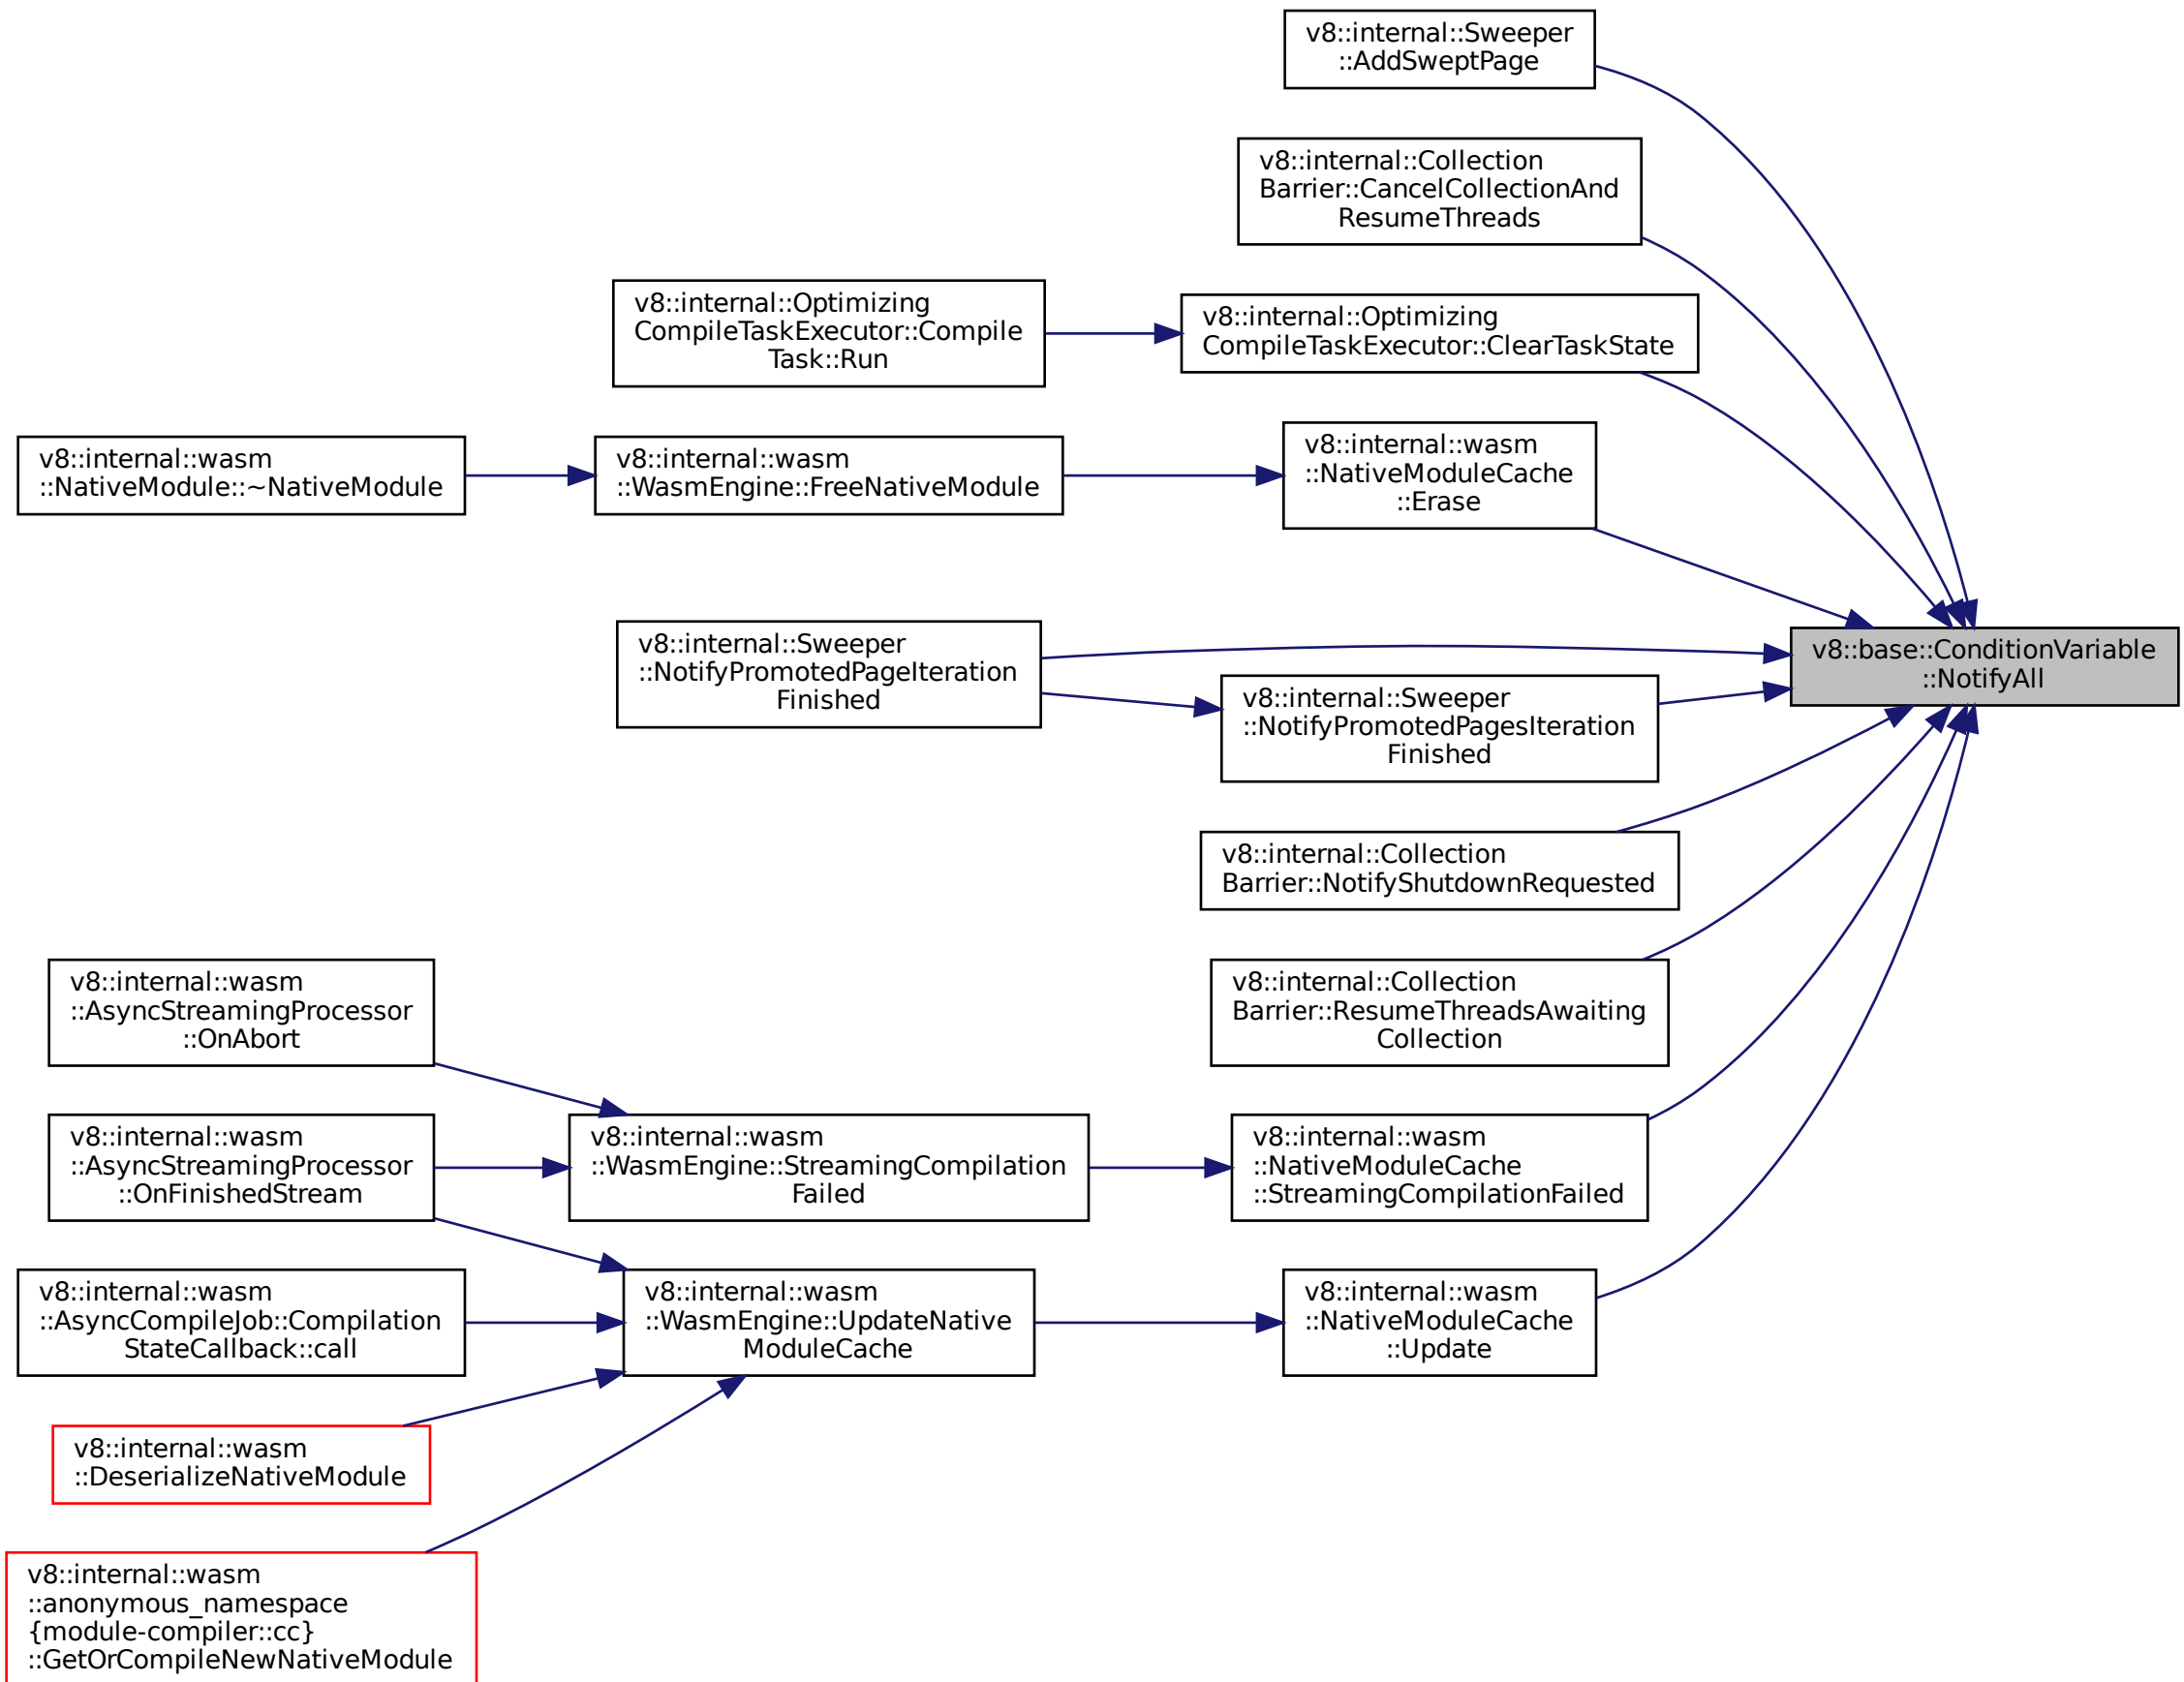 v8::internal::Sweeper
::AddSweptPage
v8::internal::Collection
Barrier::CancelCollectionAnd
ResumeThreads
v8::internal::Optimizing
CompileTaskExecutor::Compile
Task::Run
v8::internal::Optimizing
CompileTaskExecutor::ClearTaskState
v8::internal::wasm
::NativeModule::~NativeModule
v8::internal::wasm
::WasmEngine::FreeNativeModule
v8::internal::wasm
::NativeModuleCache
::Erase
v8::internal::Sweeper
::NotifyPromotedPageIteration
Finished
v8::base::ConditionVariable
::NotifyAll
v8::internal::Sweeper
::NotifyPromotedPagesIteration
Finished
v8::internal::Collection
Barrier::NotifyShutdownRequested
v8::internal::wasm
::AsyncStreamingProcessor
::OnAbort
v8::internal::Collection
Barrier::ResumeThreadsAwaiting
Collection
v8::internal::wasm
::AsyncStreamingProcessor
::OnFinishedStream
v8::internal::wasm
::WasmEngine::StreamingCompilation
Failed
v8::internal::wasm
::NativeModuleCache
::StreamingCompilationFailed
v8::internal::wasm
::AsyncCompileJob::Compilation
StateCallback::call
v8::internal::wasm
::WasmEngine::UpdateNative
ModuleCache
v8::internal::wasm
::NativeModuleCache
::Update
v8::internal::wasm
::DeserializeNativeModule
v8::internal::wasm
::anonymous_namespace
{module-compiler::cc}
::GetOrCompileNewNativeModule